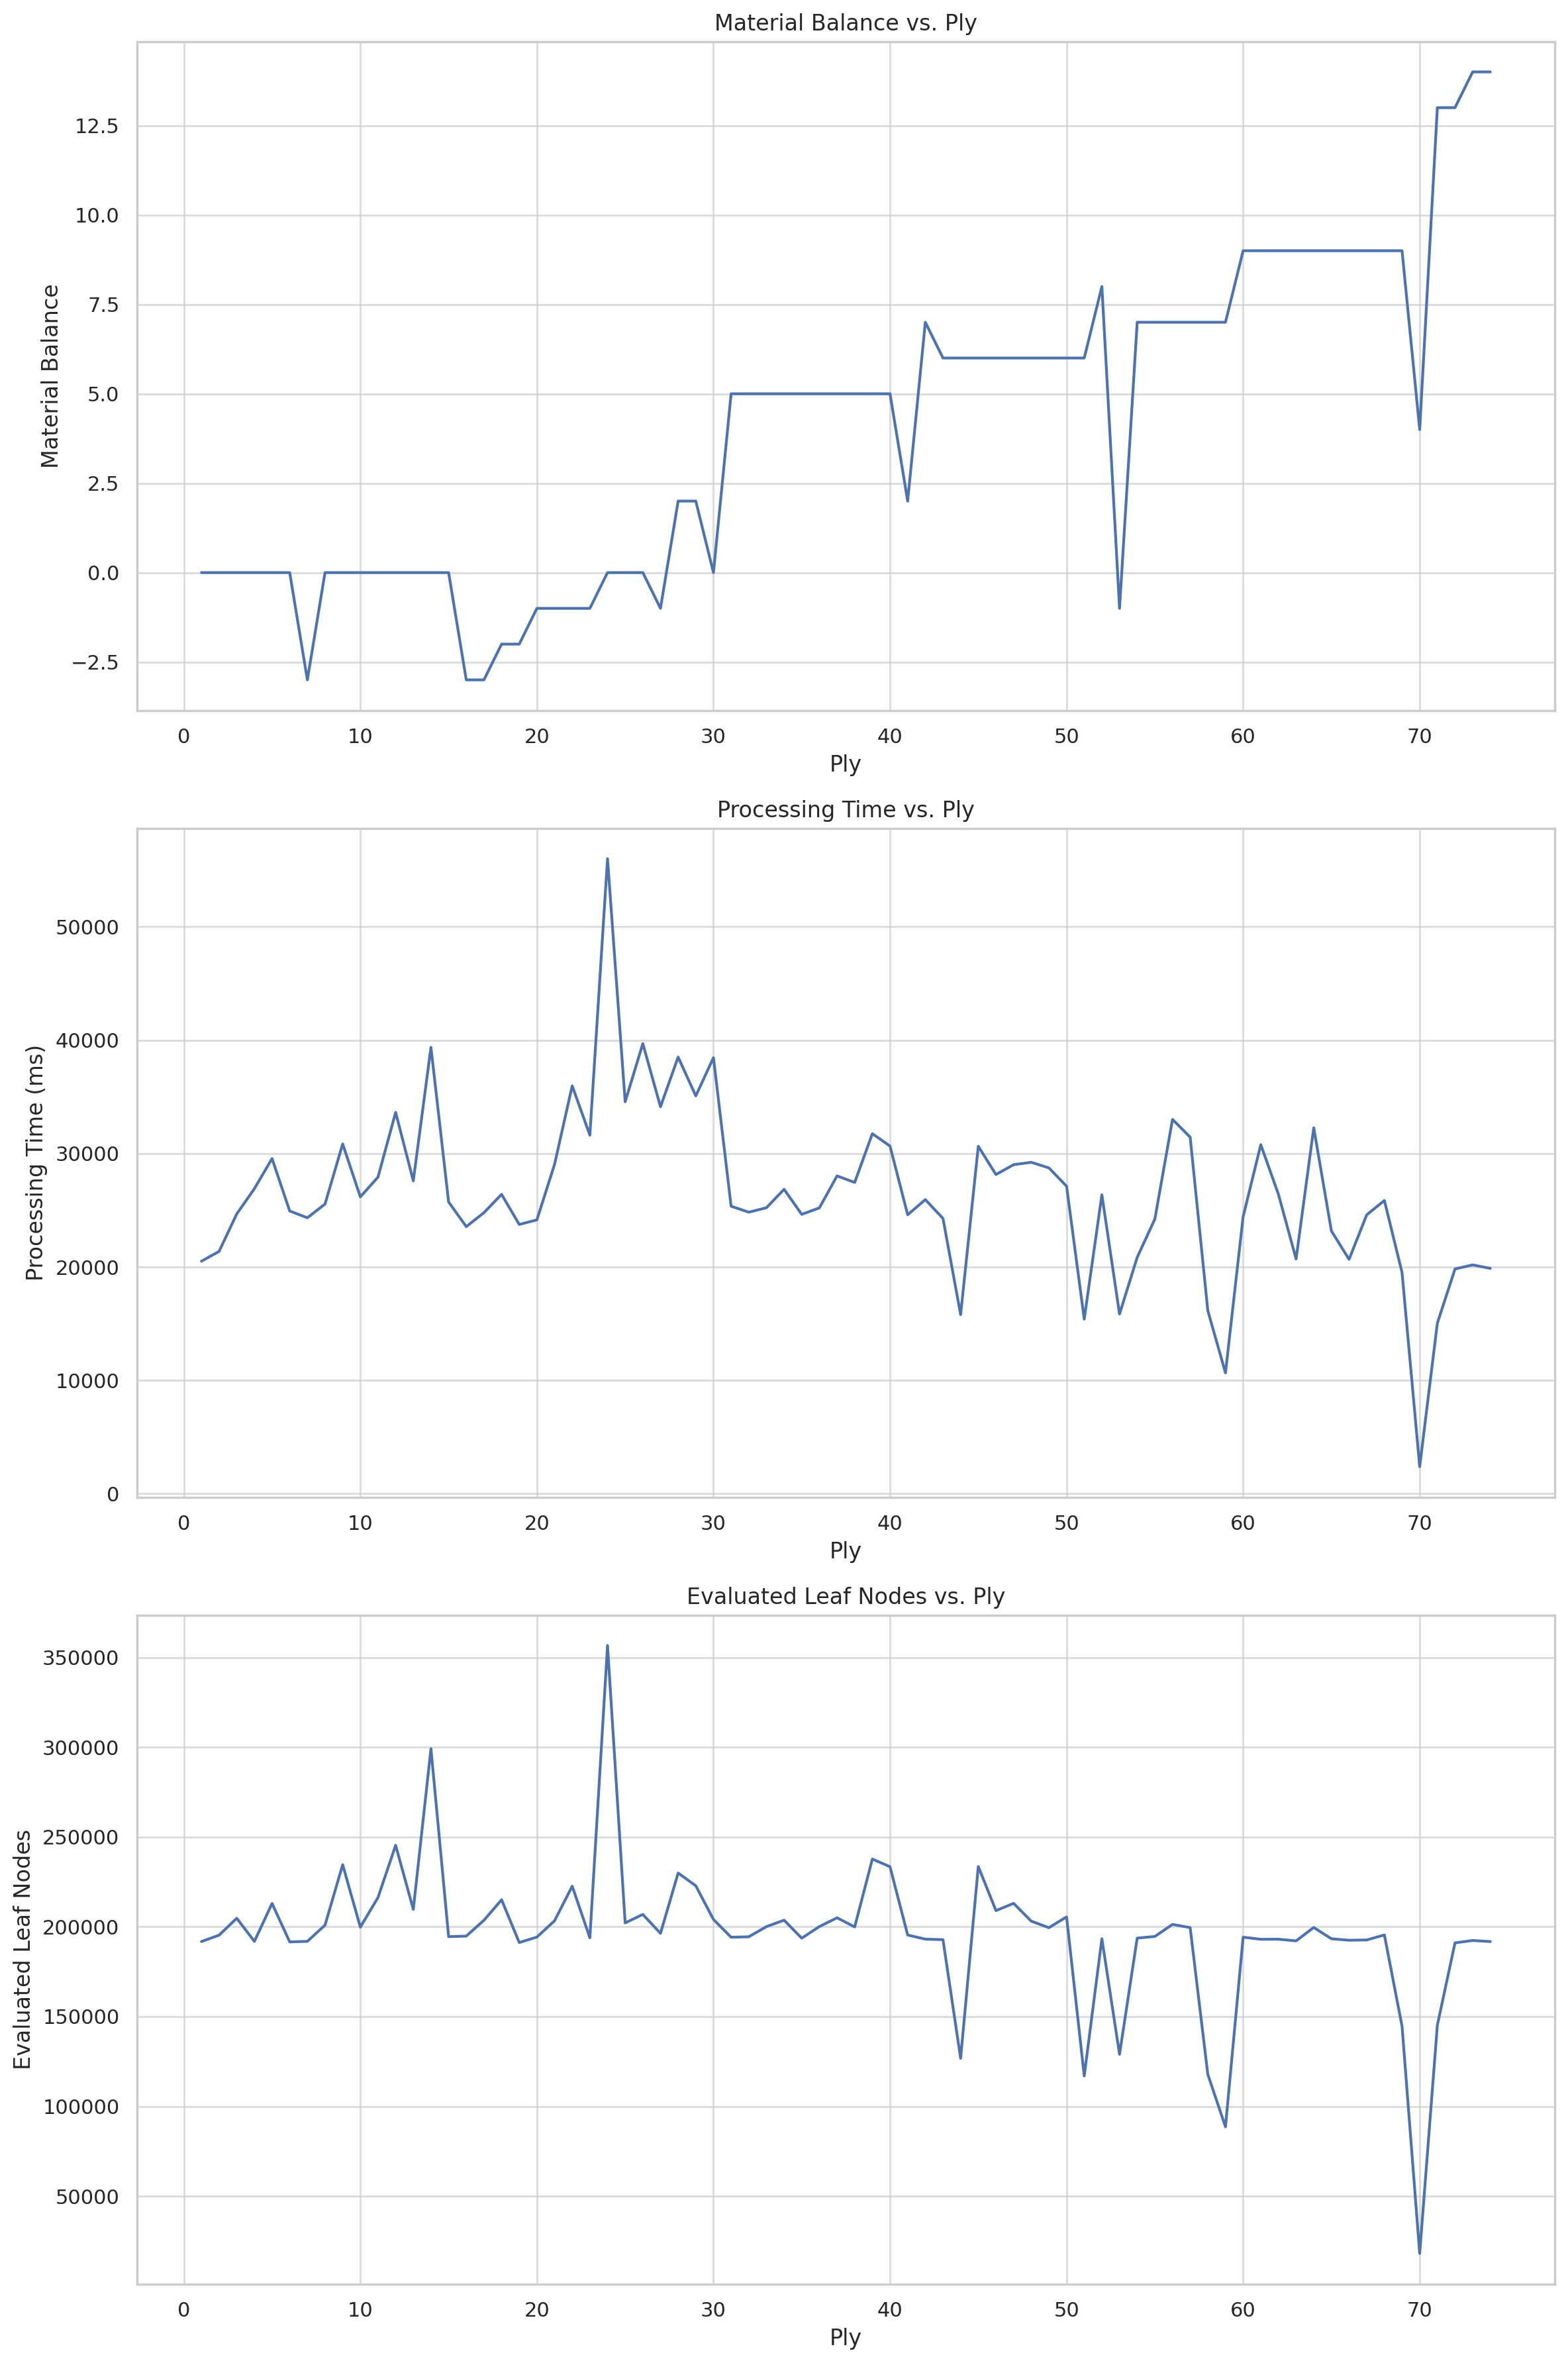 Material Balance vs. Ply
Material Balance
12.5
10.0
7.5
5.0
2.5
0.0
−2.5
0 10 20 30 40 50 60 70
Ply
Processing Time vs. Ply
Processing Time (ms)
50000
40000
30000
20000
10000
0
0 10 20 30 40 50 60 70
Ply
Evaluated Leaf Nodes vs. Ply
Evaluated Leaf Nodes
350000
300000
250000
200000
150000
100000
50000
0 10 20 30 40 50 60 70
Ply